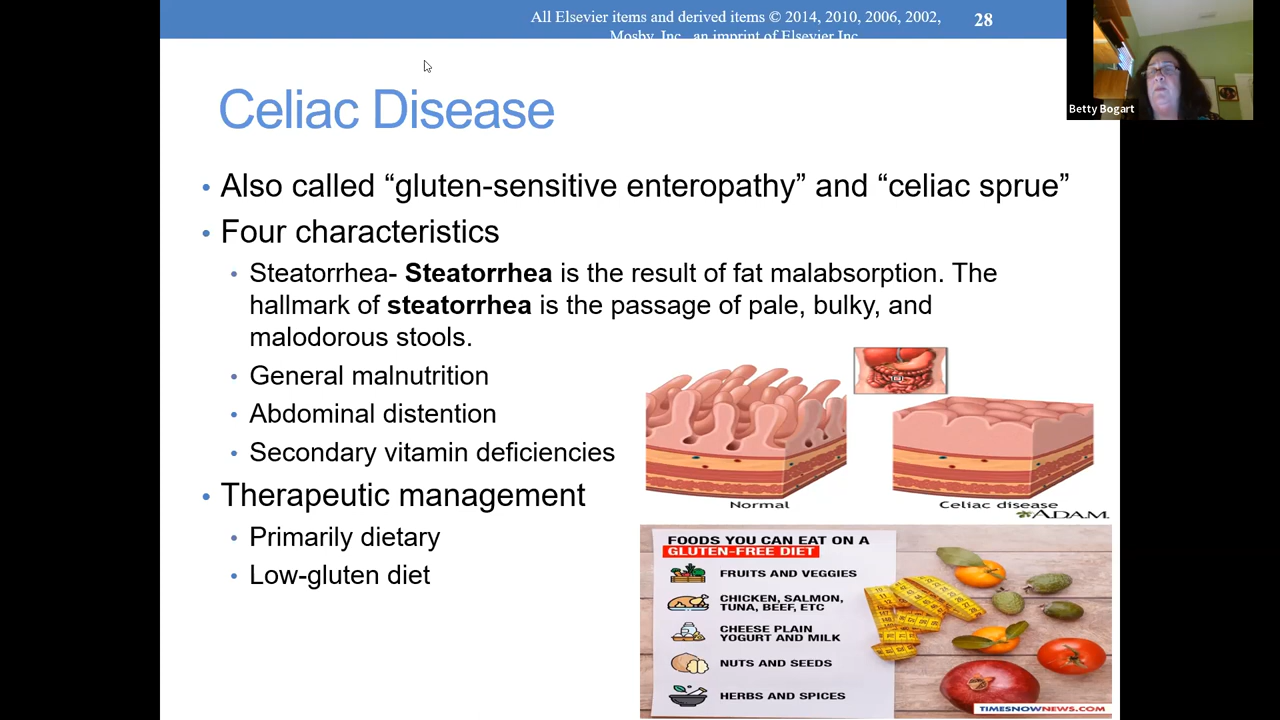 All Elsevier items and derived items © 2014, 2010, 2006, 2002,
Mosby, Inc., an imprint of Elsevier Inc.
28
Betty Bogart
Celiac Disease
• Also called “gluten-sensitive enteropathy” and “celiac sprue”
• Four characteristics
• Steatorrhea- Steatorrhea is the result of fat malabsorption. The
hallmark of steatorrhea is the passage of pale, bulky, and
malodorous stools.
• General malnutrition
• Abdominal distention
• Secondary vitamin deficiencies
• Therapeutic management
• Primarily dietary
• Low-gluten diet
Normal
Celiac disease
ADAM.
FOODS YOU CAN EAT ON A
GLUTEN-FREE DIET
FRUITS AND VEGGIES
CHICKEN, SALMON,
TUNA, BEEF, ETC
CHEESE PLAIN
YOGURT AND MILK
NUTS AND SEEDS
HERBS AND SPICES
TIMESNOWNEWS.COM